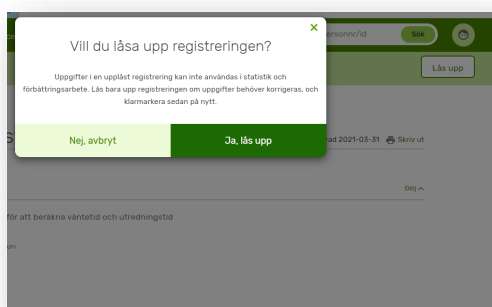 ersonnr/id
Sök
Vill du låsa upp registreringen?
Lås upp
Uppgifter i en upplåst registrering kan inte användas i statistik och
förbättringsarbete. Lås bara upp registreringen om uppgifter behöver korrigeras, och
klarmarkera sedan på nytt.
Nej, avbryt
Ja, lås upp
rad 2021-03-31
Skriv ut
Dölj
för att beräkna väntetid och utredningstid
um